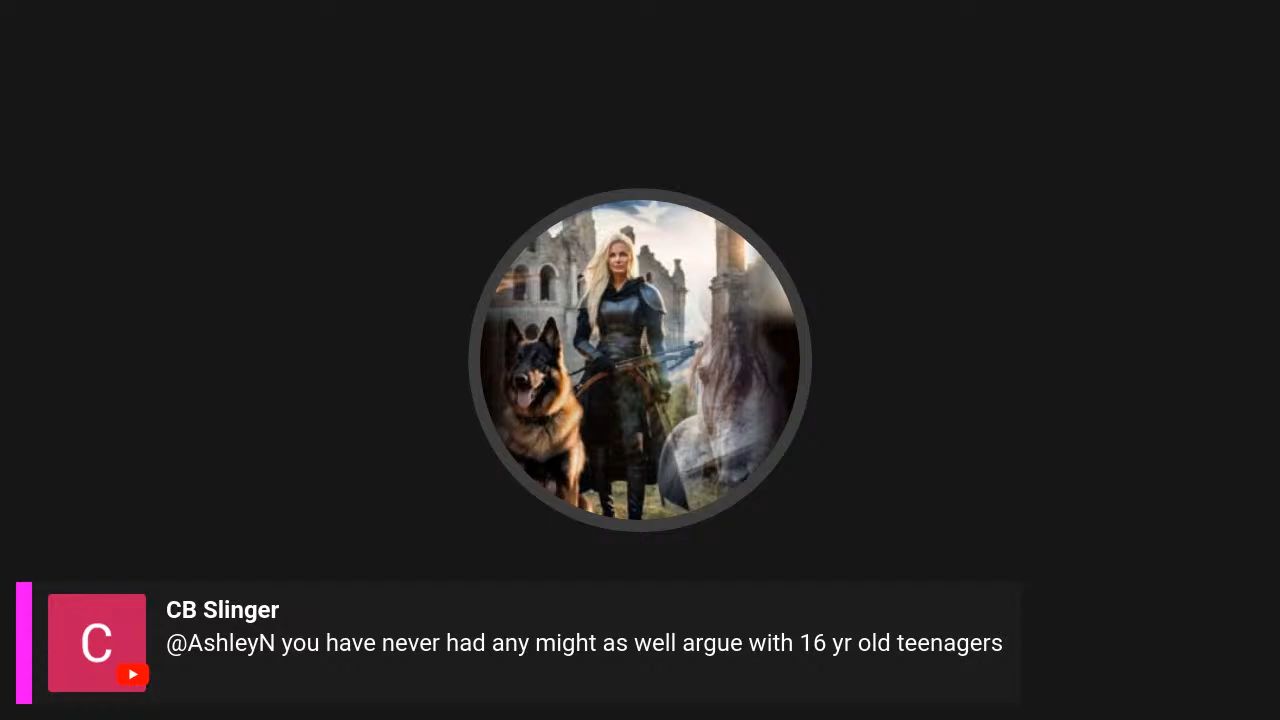 C
CB Slinger
@AshleyN you have never had any might as well argue with 16 yr old teenagers